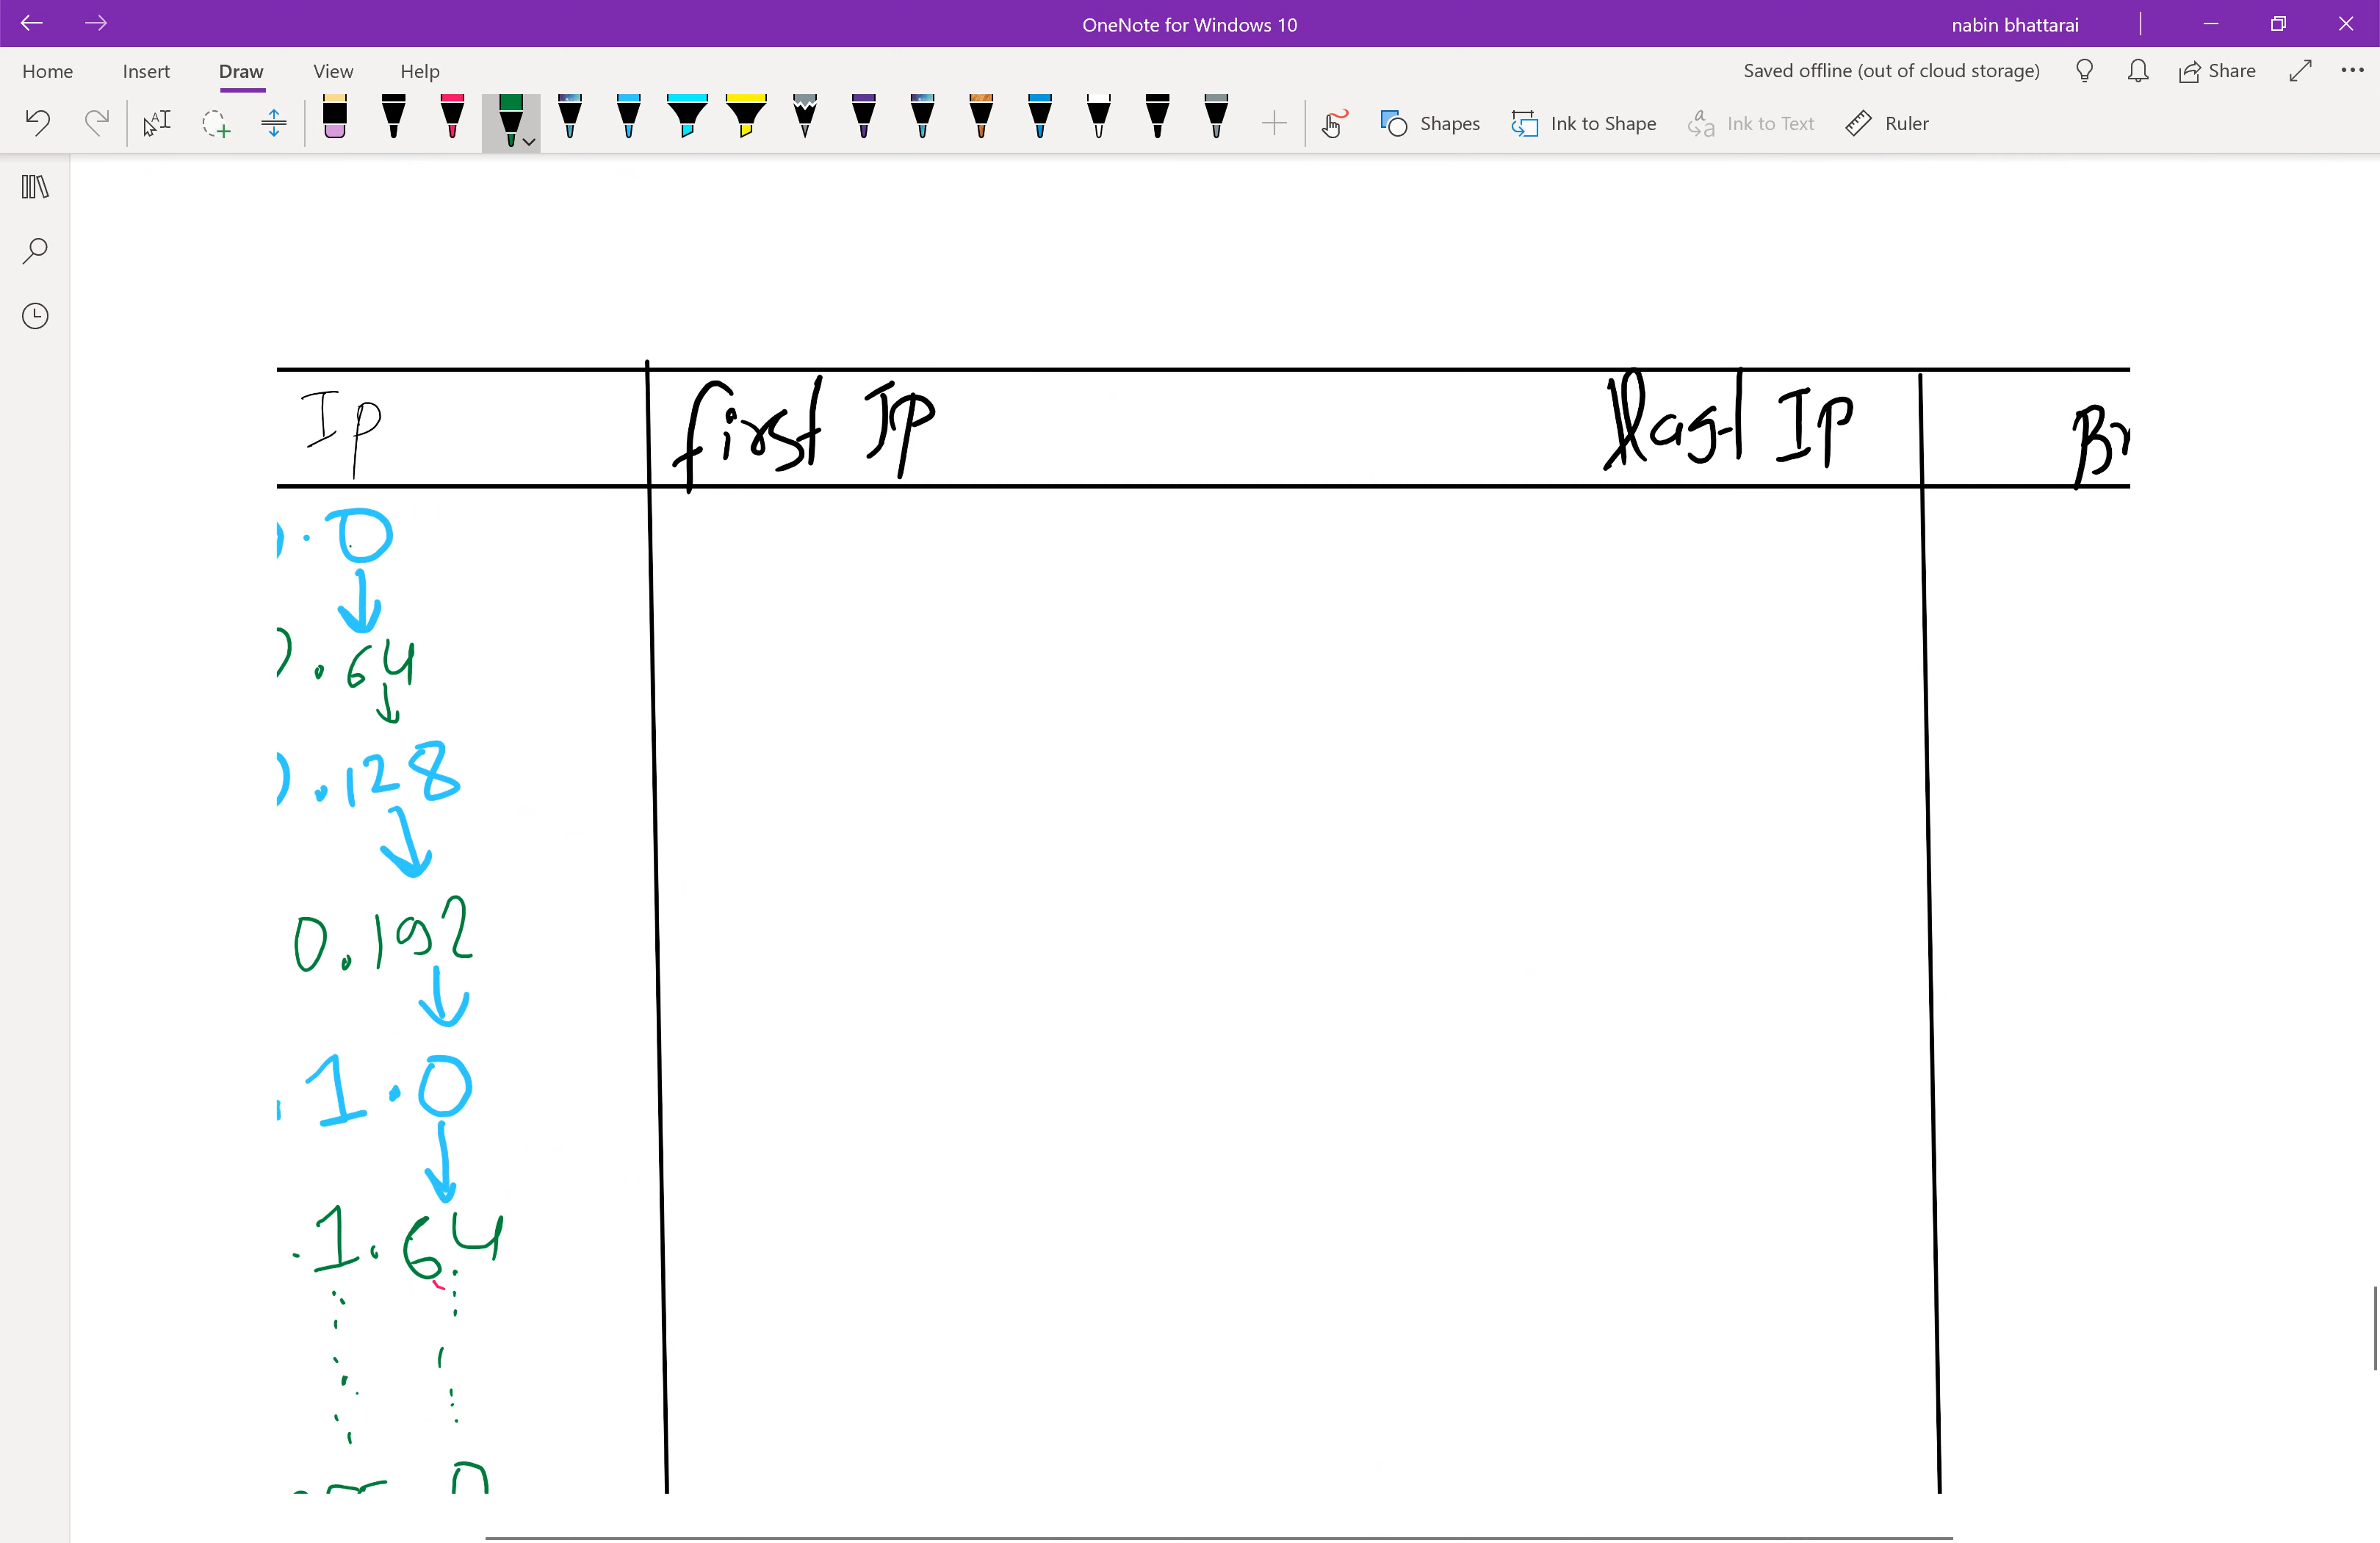 OneNote for Windows 10
nabin bhattarai
Home Insert Draw View Help
Saved offline (out of cloud storage) Share
Shapes Ink to Shape Ink to Text Ruler
Ip first IP last IP Br
.0
.64
.128
0.192
.1.0
.1.64